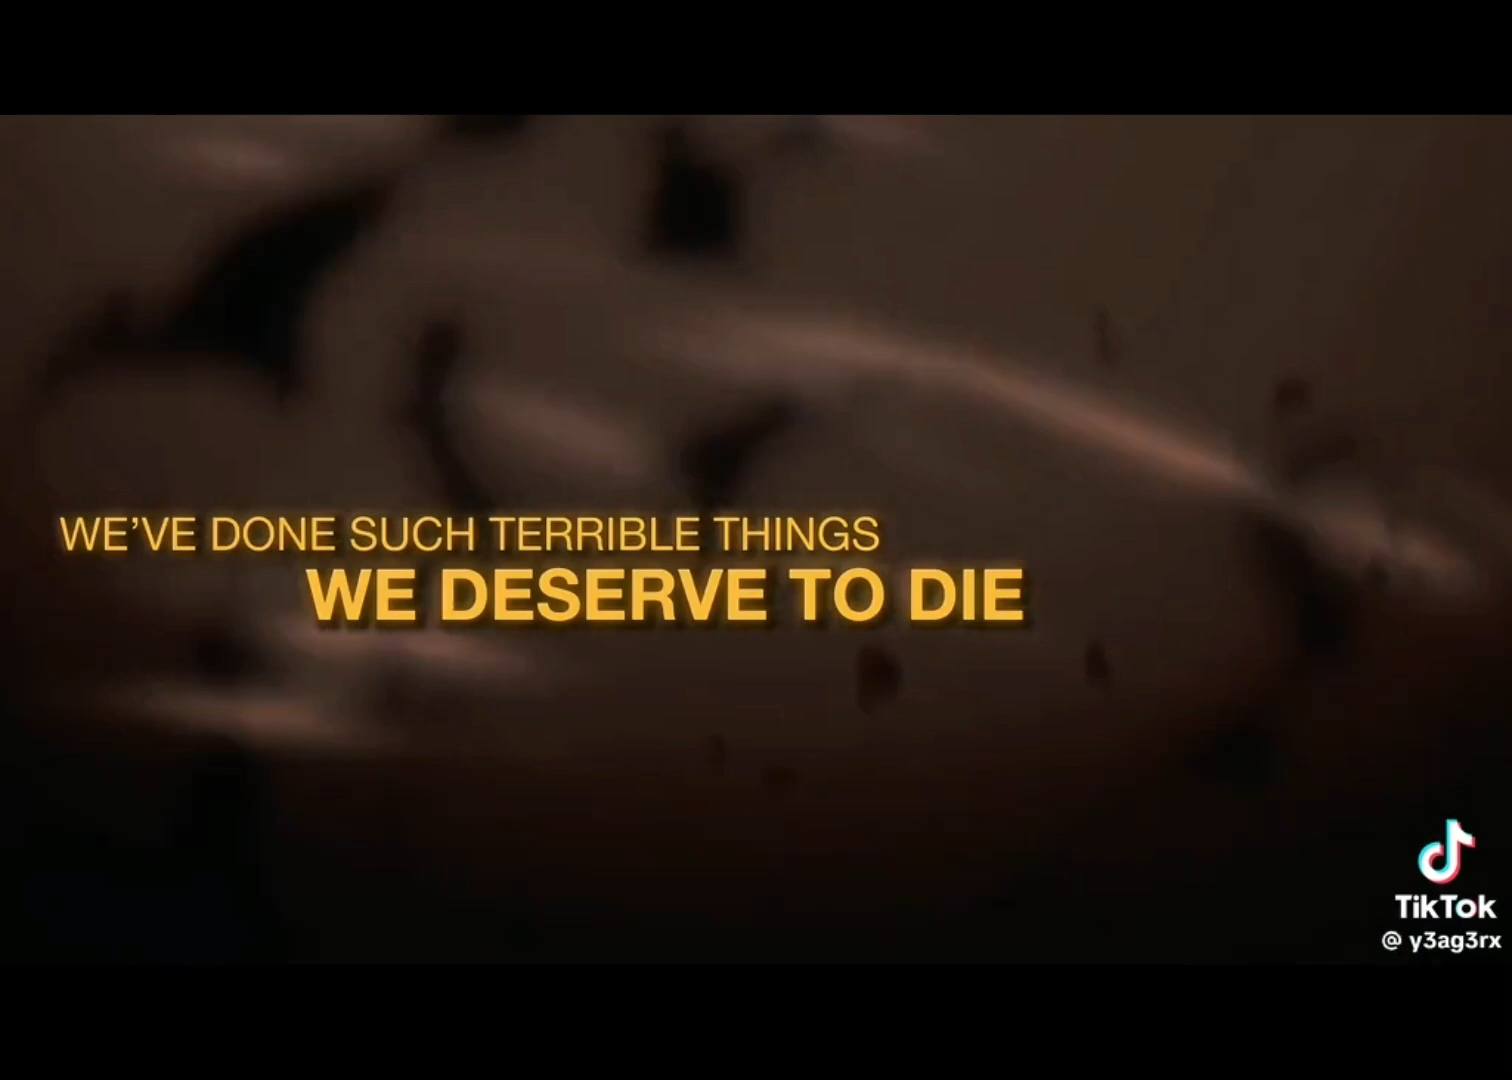 WE'VE DONE SUCH TERRIBLE THINGS
WE DESERVE TO DIE
TikTok
@ y3ag3rx